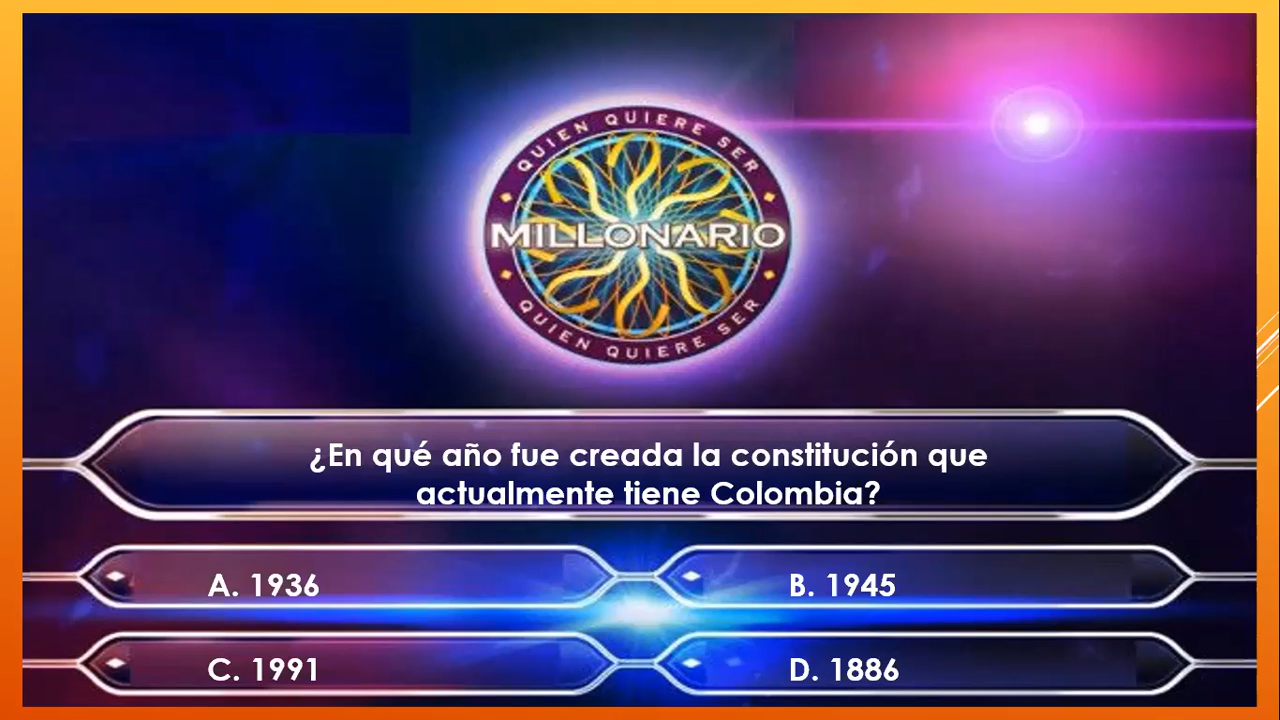 QUIEN QUIERE SER
MILLONARIO
QUIEN QUIERE SER
¿En qué año fue creada la constitución que
actualmente tiene Colombia?
A. 1936
B. 1945
C. 1991
D. 1886